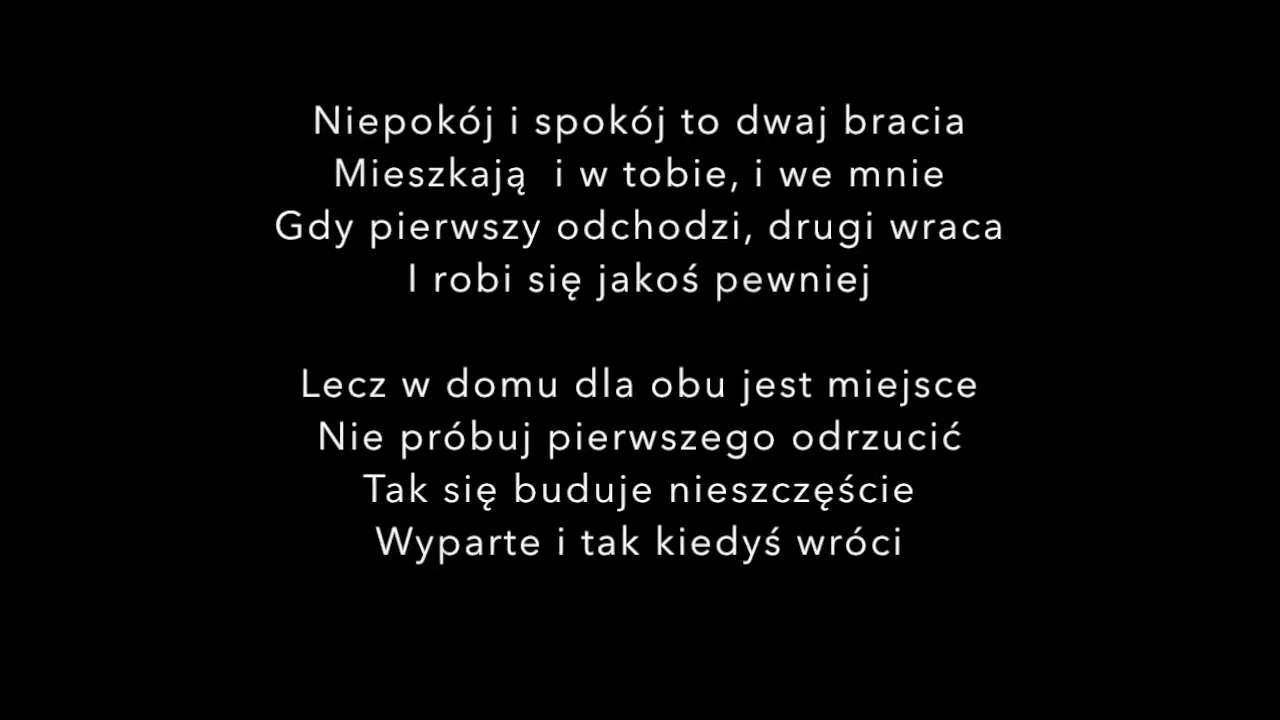 Niepokój i spokój to dwaj bracia
Mieszkają  i w tobie, i we mnie
Gdy pierwszy odchodzi, drugi wraca
I robi się jakoś pewniej

Lecz w domu dla obu jest miejsce
Nie próbuj pierwszego odrzucić
Tak się buduje nieszczęście
Wyparte i tak kiedyś wróci